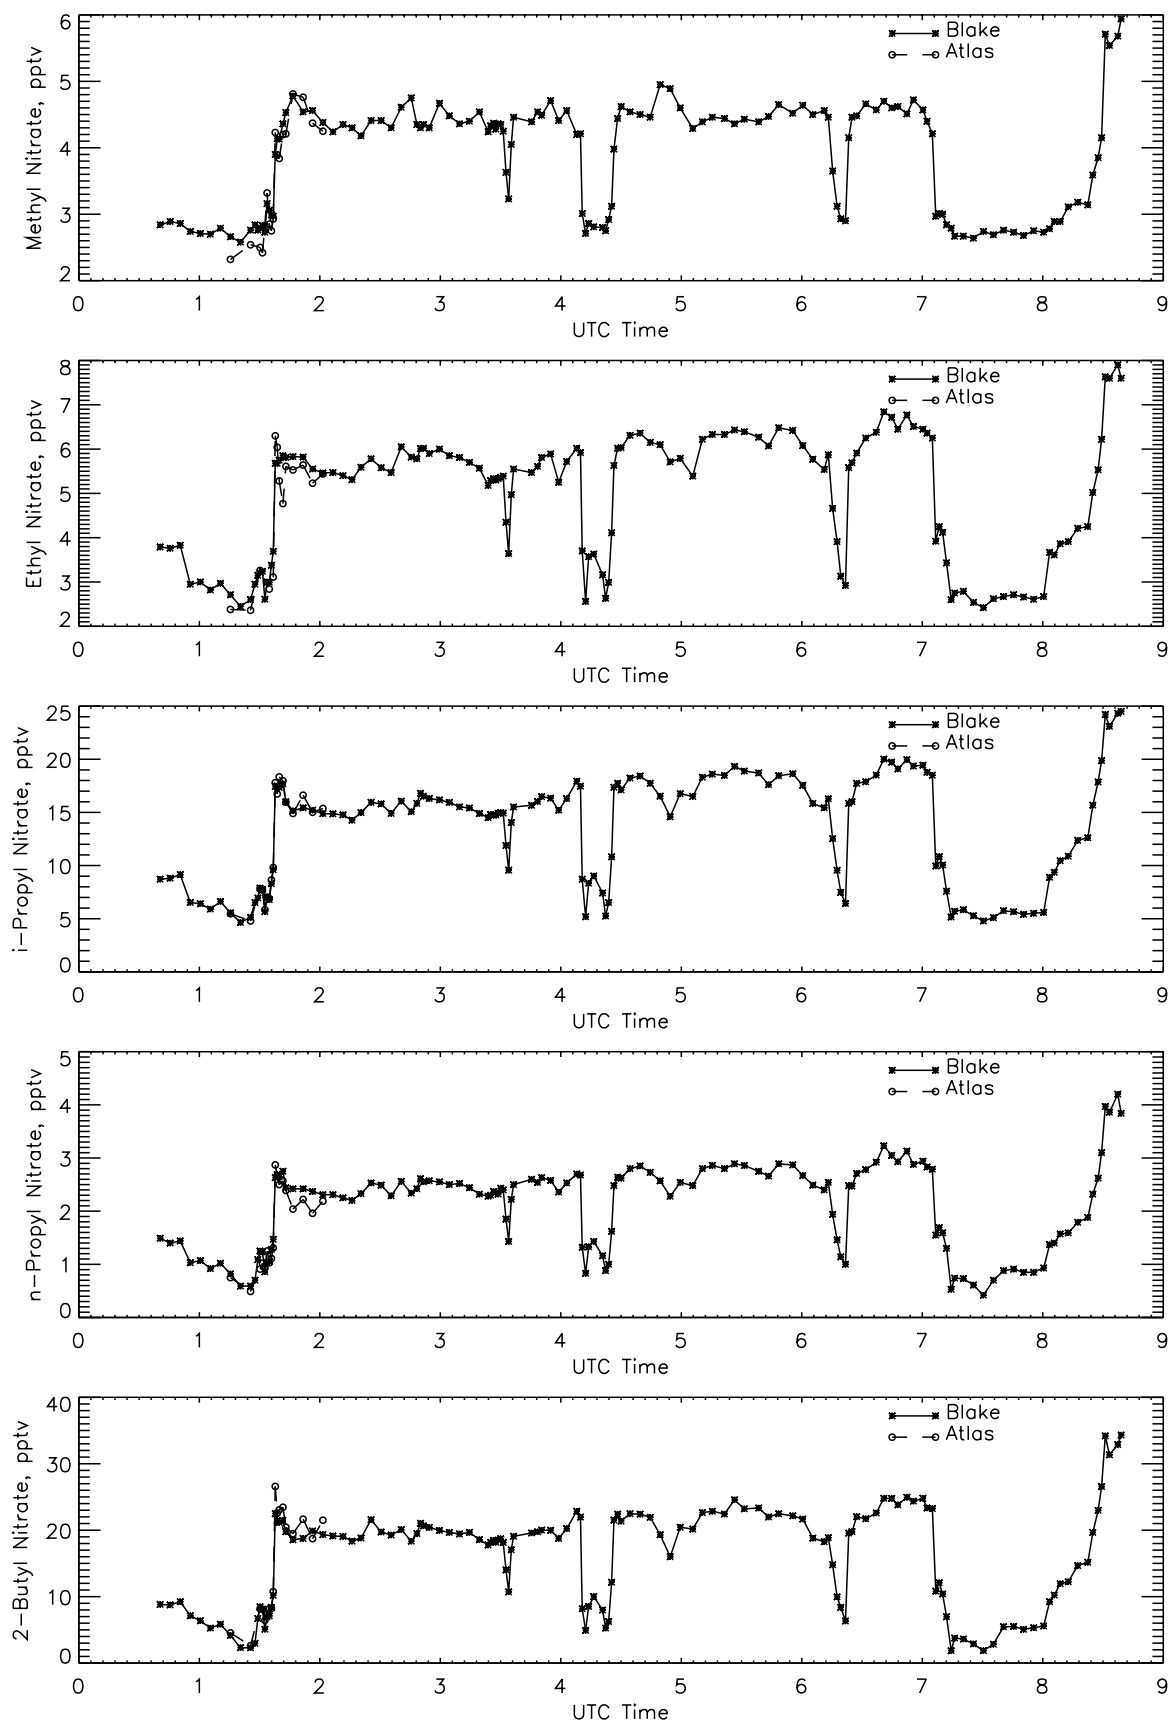 6
5
4
3
2
Methyl Nitrate, pptv
Blake
Atlas
0 1 2 3 4 5 6 7 8 9
UTC Time
8
7
6
5
4
3
2
Ethyl Nitrate, pptv
Blake
Atlas
0 1 2 3 4 5 6 7 8 9
UTC Time
25
20
15
10
5
0
i-Propyl Nitrate, pptv
Blake
Atlas
0 1 2 3 4 5 6 7 8 9
UTC Time
5
4
3
2
1
0
n-Propyl Nitrate, pptv
Blake
Atlas
0 1 2 3 4 5 6 7 8 9
UTC Time
40
30
20
10
0
2-Butyl Nitrate, pptv
Blake
Atlas
0 1 2 3 4 5 6 7 8 9
UTC Time